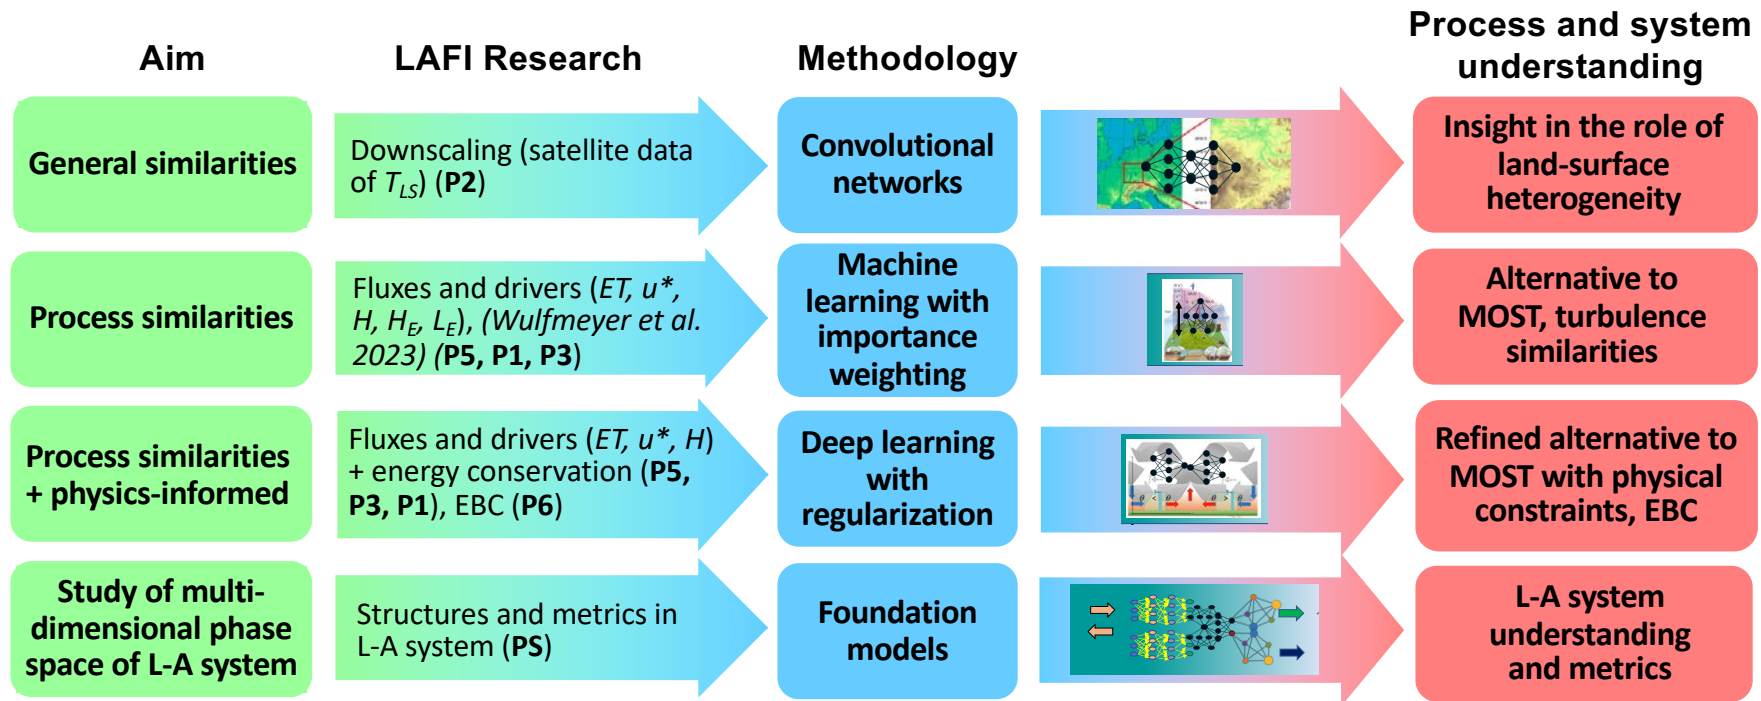 Aim
LAFI Research
Methodology
Process and system
understanding
General similarities
Downscaling (satellite data
of T_LS) (P2)
Convolutional
networks
Insight in the role of
land-surface
heterogeneity
Process similarities
Fluxes and drivers (ET, u*,
H, H_E, L_E), (Wulfmeyer et al.
2023) (P5, P1, P3)
Machine
learning with
importance
weighting
Alternative to
MOST, turbulence
similarities
Process similarities
+ physics-informed
Fluxes and drivers (ET, u*, H)
+ energy conservation (P5,
P3, P1), EBC (P6)
Deep learning
with
regularization
θ < θ > θ
Refined alternative to
MOST with physical
constraints, EBC
Study of multi-
dimensional phase
space of L-A system
Structures and metrics in
L-A system (PS)
Foundation
models
L-A system
understanding
and metrics